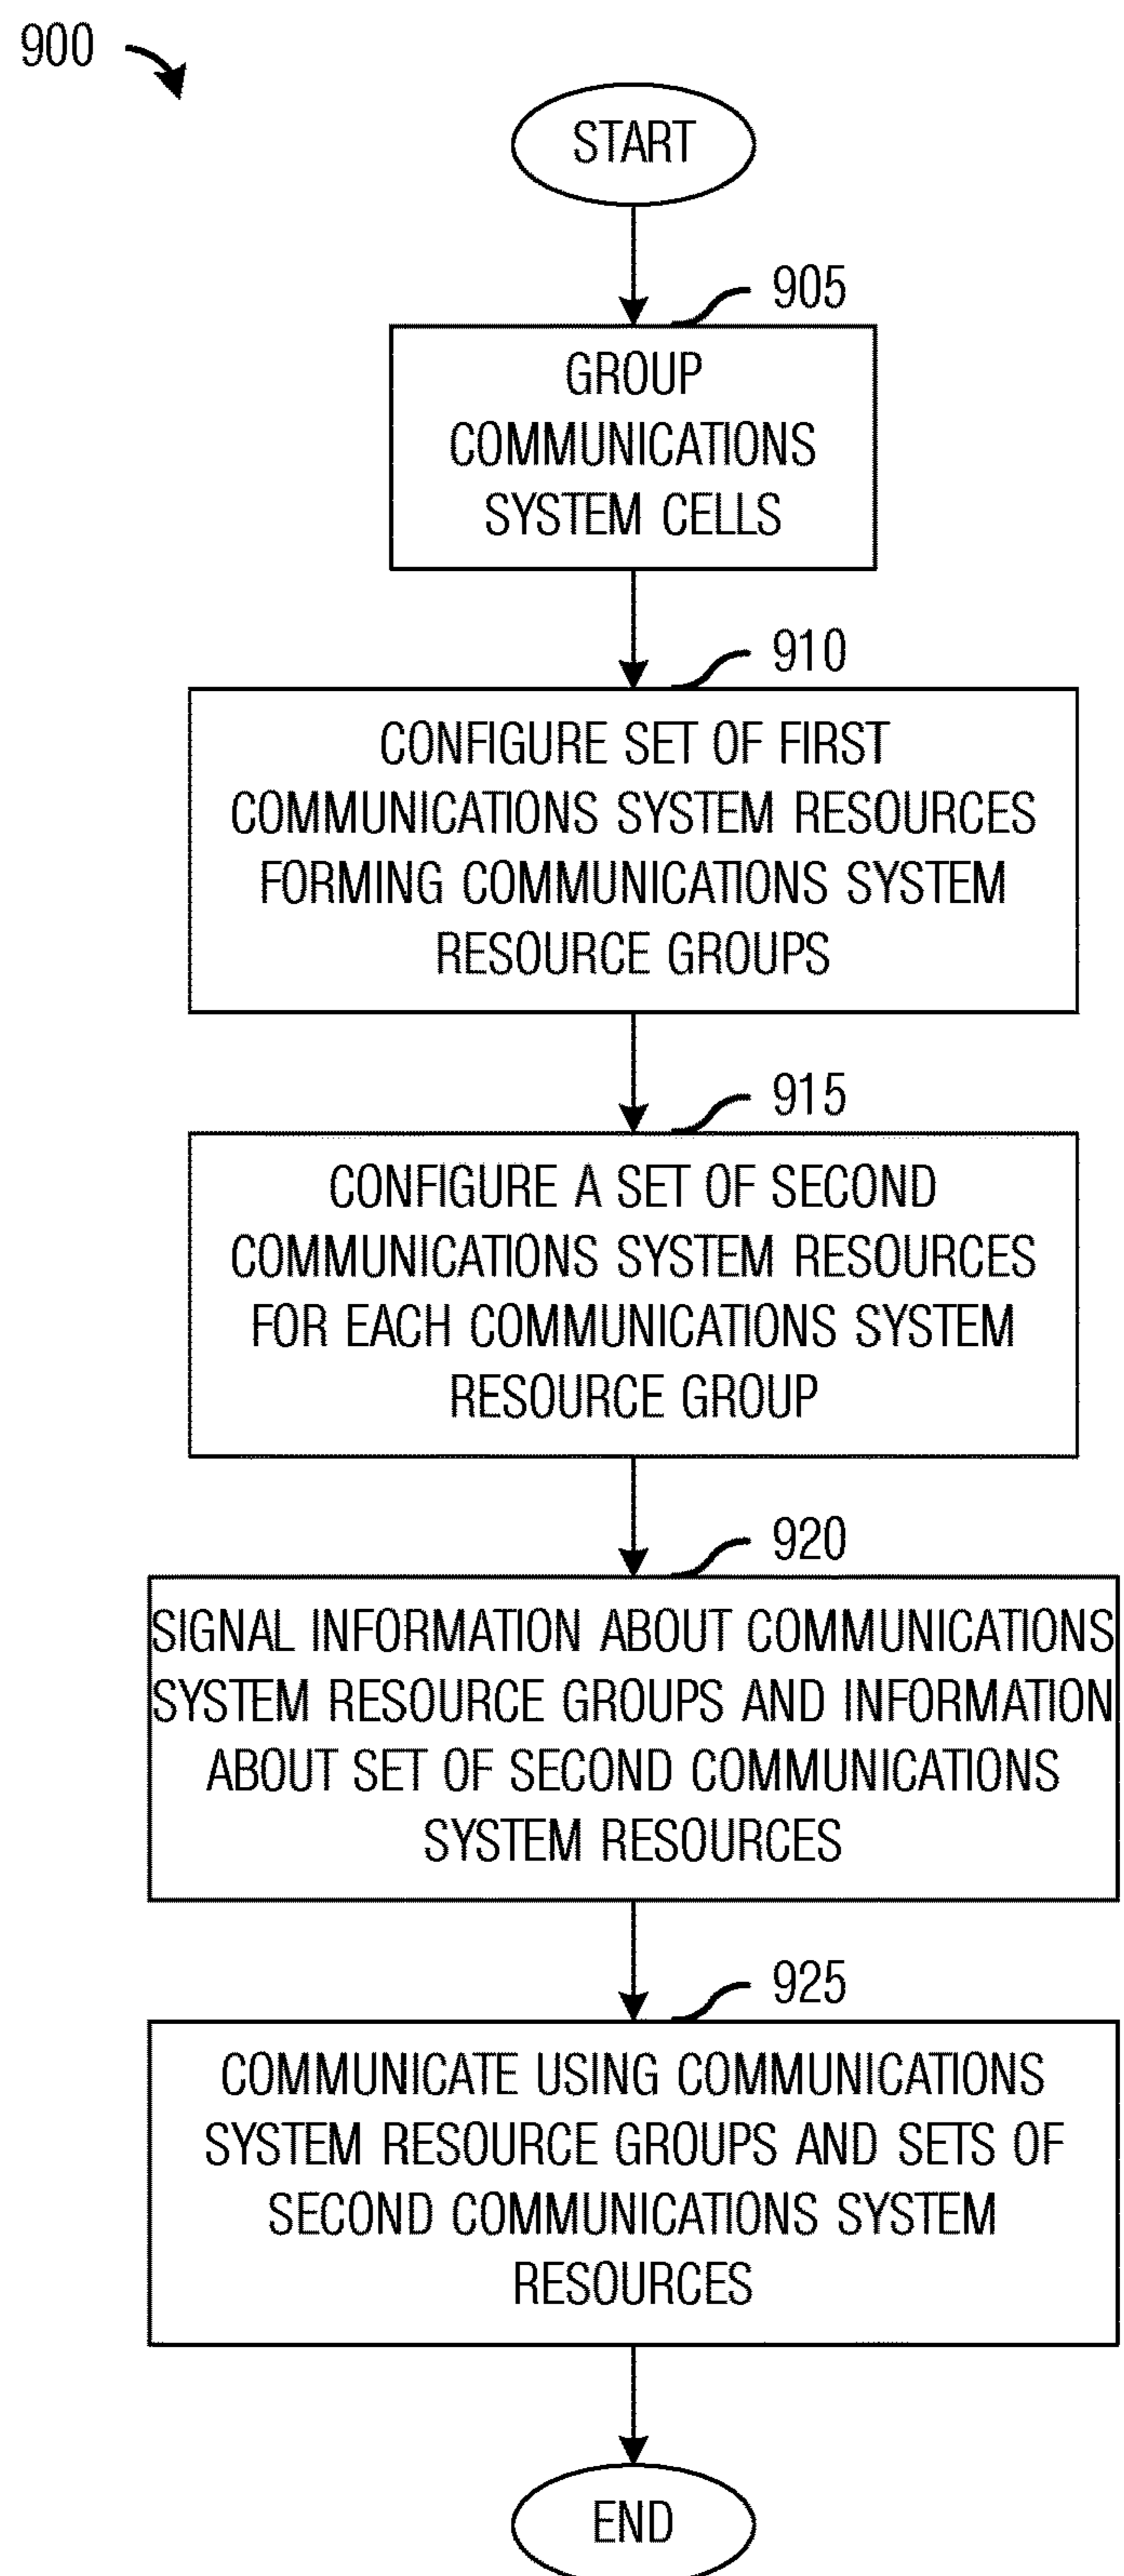 900
START
905
GROUP
COMMUNICATIONS
SYSTEM CELLS
910
CONFIGURE SET OF FIRST
COMMUNICATIONS SYSTEM RESOURCES
FORMING COMMUNICATIONS SYSTEM
RESOURCE GROUPS
915
CONFIGURE A SET OF SECOND
COMMUNICATIONS SYSTEM RESOURCES
FOR EACH COMMUNICATIONS SYSTEM
RESOURCE GROUP
920
SIGNAL INFORMATION ABOUT COMMUNICATIONS
SYSTEM RESOURCE GROUPS AND INFORMATION
ABOUT SET OF SECOND COMMUNICATIONS
SYSTEM RESOURCES
925
COMMUNICATE USING COMMUNICATIONS
SYSTEM RESOURCE GROUPS AND SETS OF
SECOND COMMUNICATIONS SYSTEM
RESOURCES
END